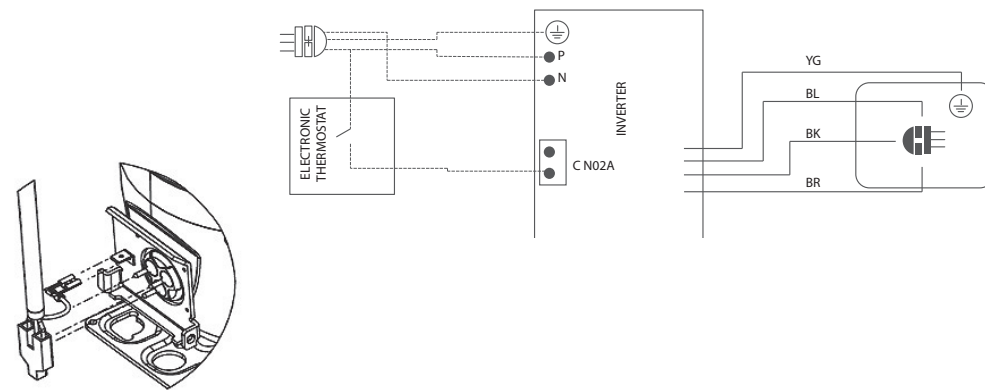 P
N
ELECTRONIC
THERMOSTAT
INVERTER
C N02A
YG
BL
BK
BR